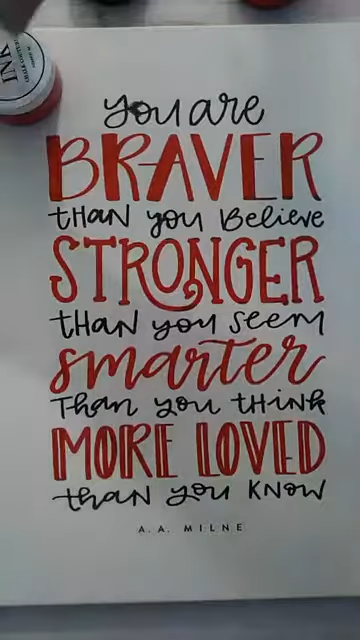 INK
you are
BRAVER
than you Believe
STRONGER
than you seem
smarter
Than you think
MORE LOVED
than you know
A.A. MILNE